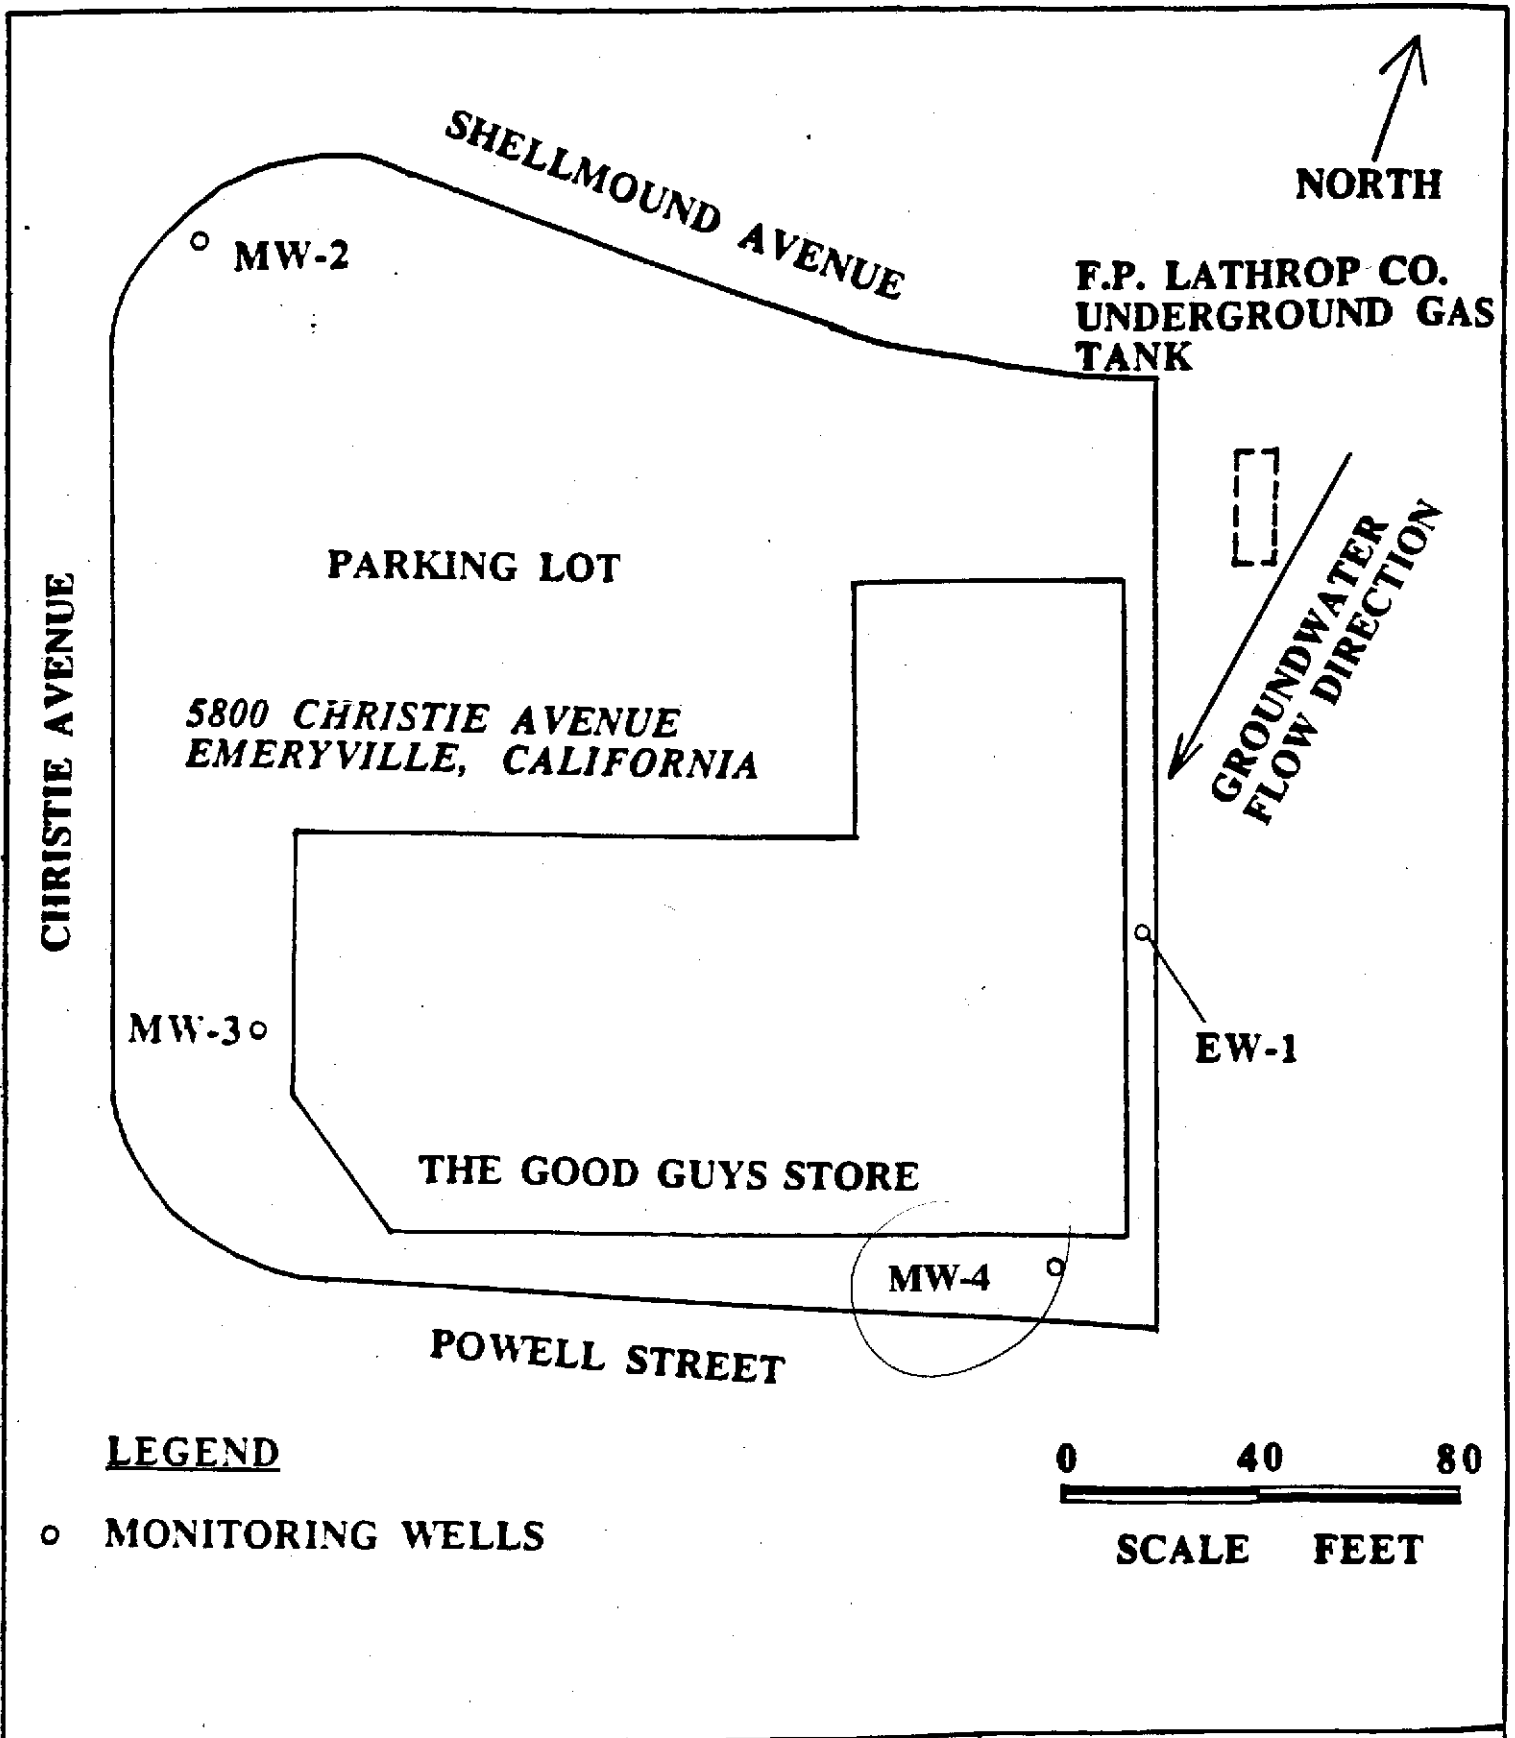 SHELLMOUND AVENUE
NORTH
MW-2
F.P. LATHROP CO.
UNDERGROUND GAS
TANK
PARKING LOT
GROUNDWATER
FLOW DIRECTION
CHRISTIE AVENUE
5800 CHRISTIE AVENUE
EMERYVILLE, CALIFORNIA
MW-3
EW-1
THE GOOD GUYS STORE
MW-4
POWELL STREET
LEGEND
0 40 80
MONITORING WELLS
SCALE FEET